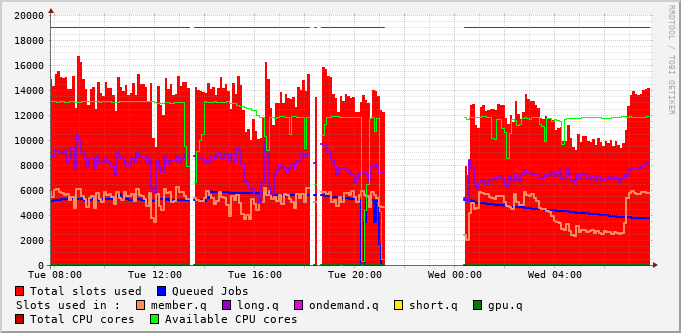 20000
18000
16000
14000
12000
10000
8000
6000
4000
2000
0
Tue 08:00 Tue 12:00 Tue 16:00 Tue 20:00 Wed 00:00 Wed 04:00
RRDTOOL / TOBI OETIKER
Total slots used Queued Jobs
Slots used in : member.q long.q ondemand.q short.q gpu.q
Total CPU cores Available CPU cores